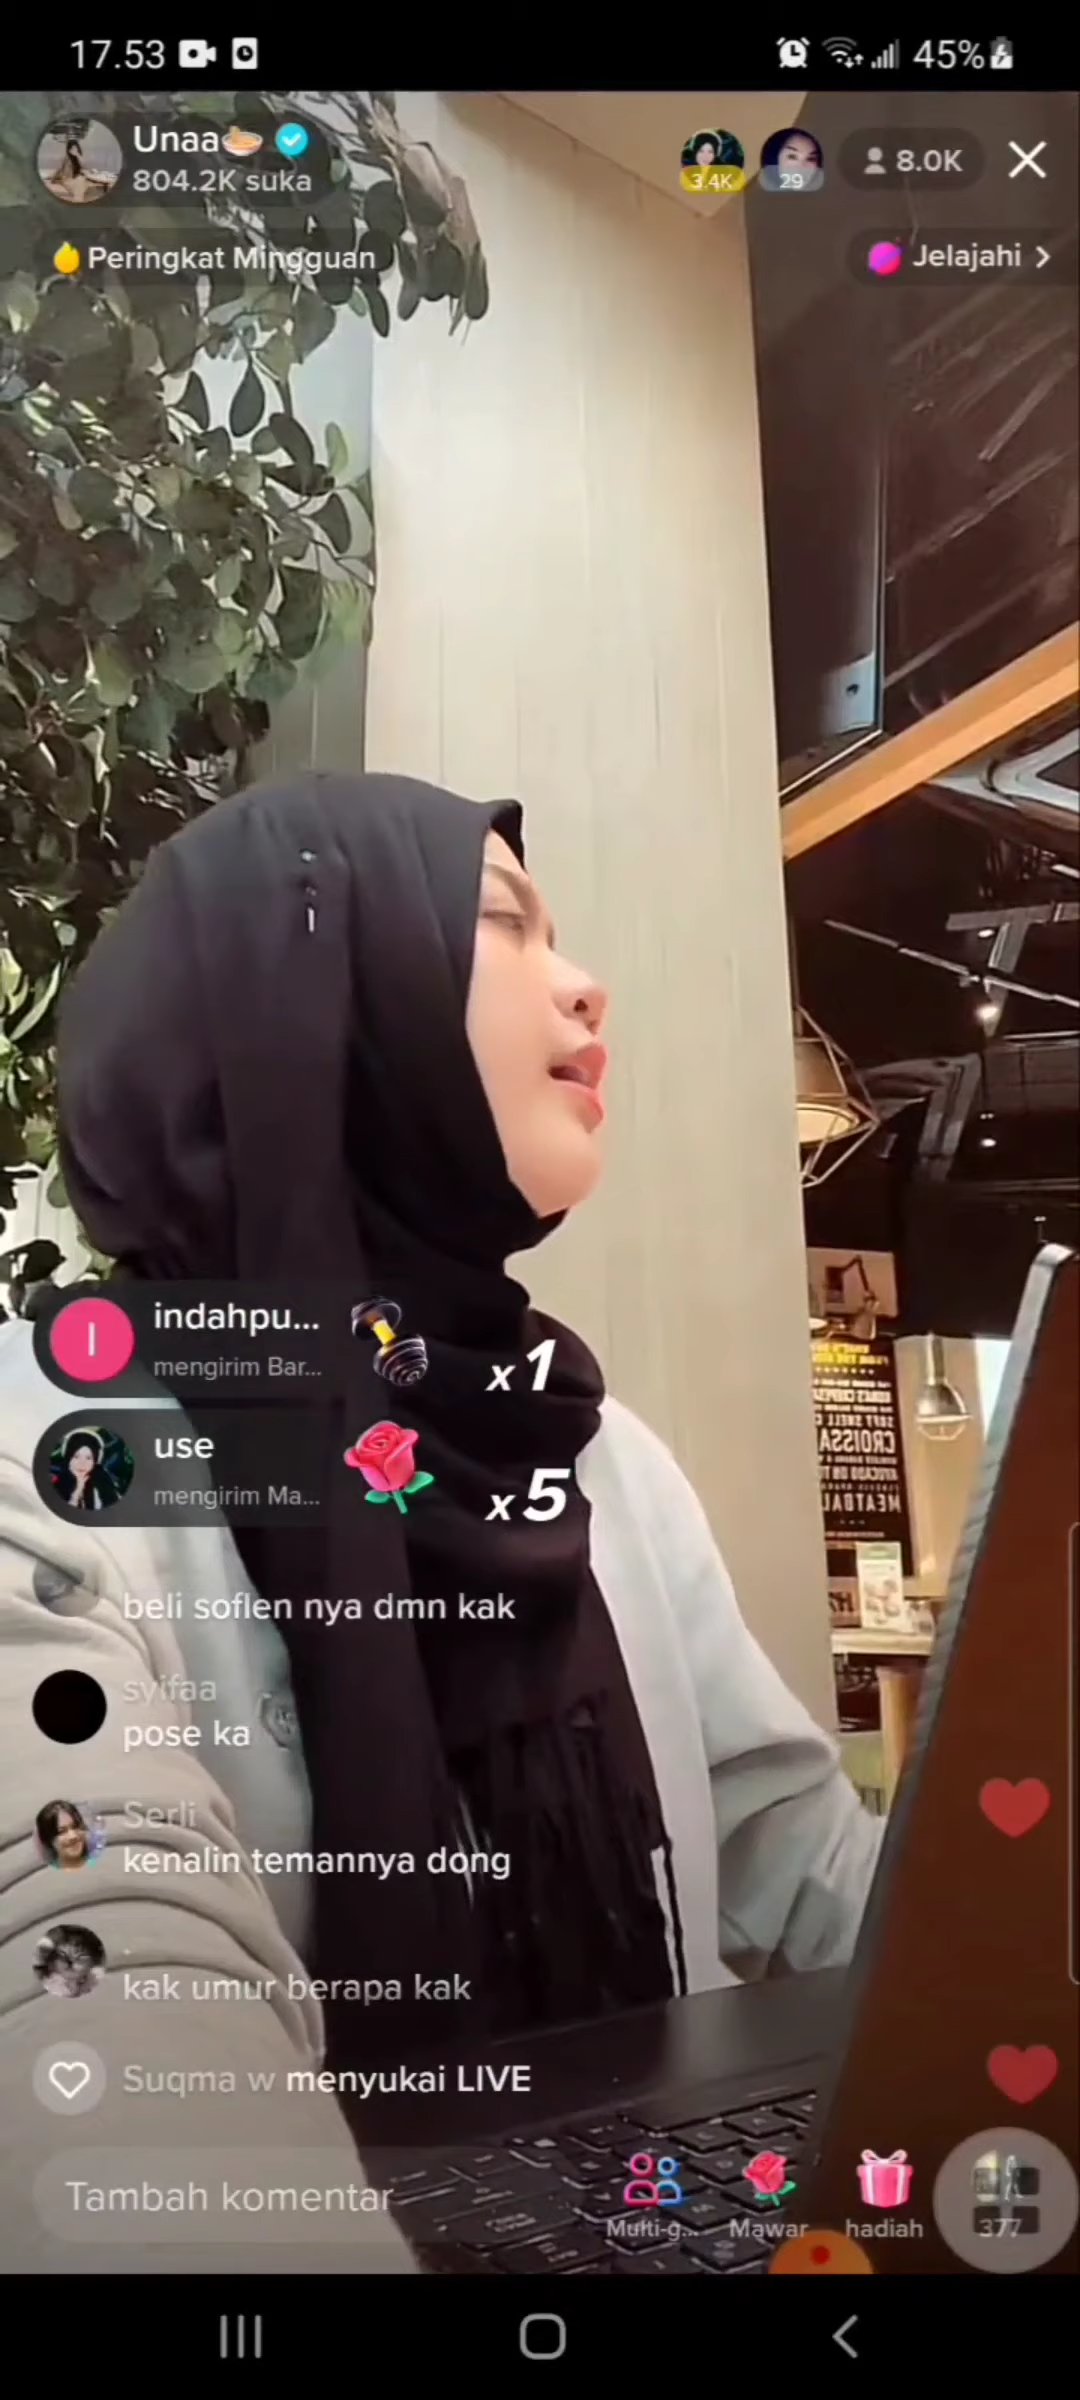 17.53
45%
Unaa
804.2K suka
3.4K
29
8.0K
Peringkat Mingguan
Jelajahi >
CROISSA
MEATBAL
I
indahpu...
mengirim Bar...
x1
use
mengirim Ma...
x5
beli soflen nya dmn kak
syifaa
pose ka
Serli
kenalin temannya dong
kak umur berapa kak
Suqma w menyukai LIVE
Tambah komentar
Multi-g...
Mawar
hadiah
377